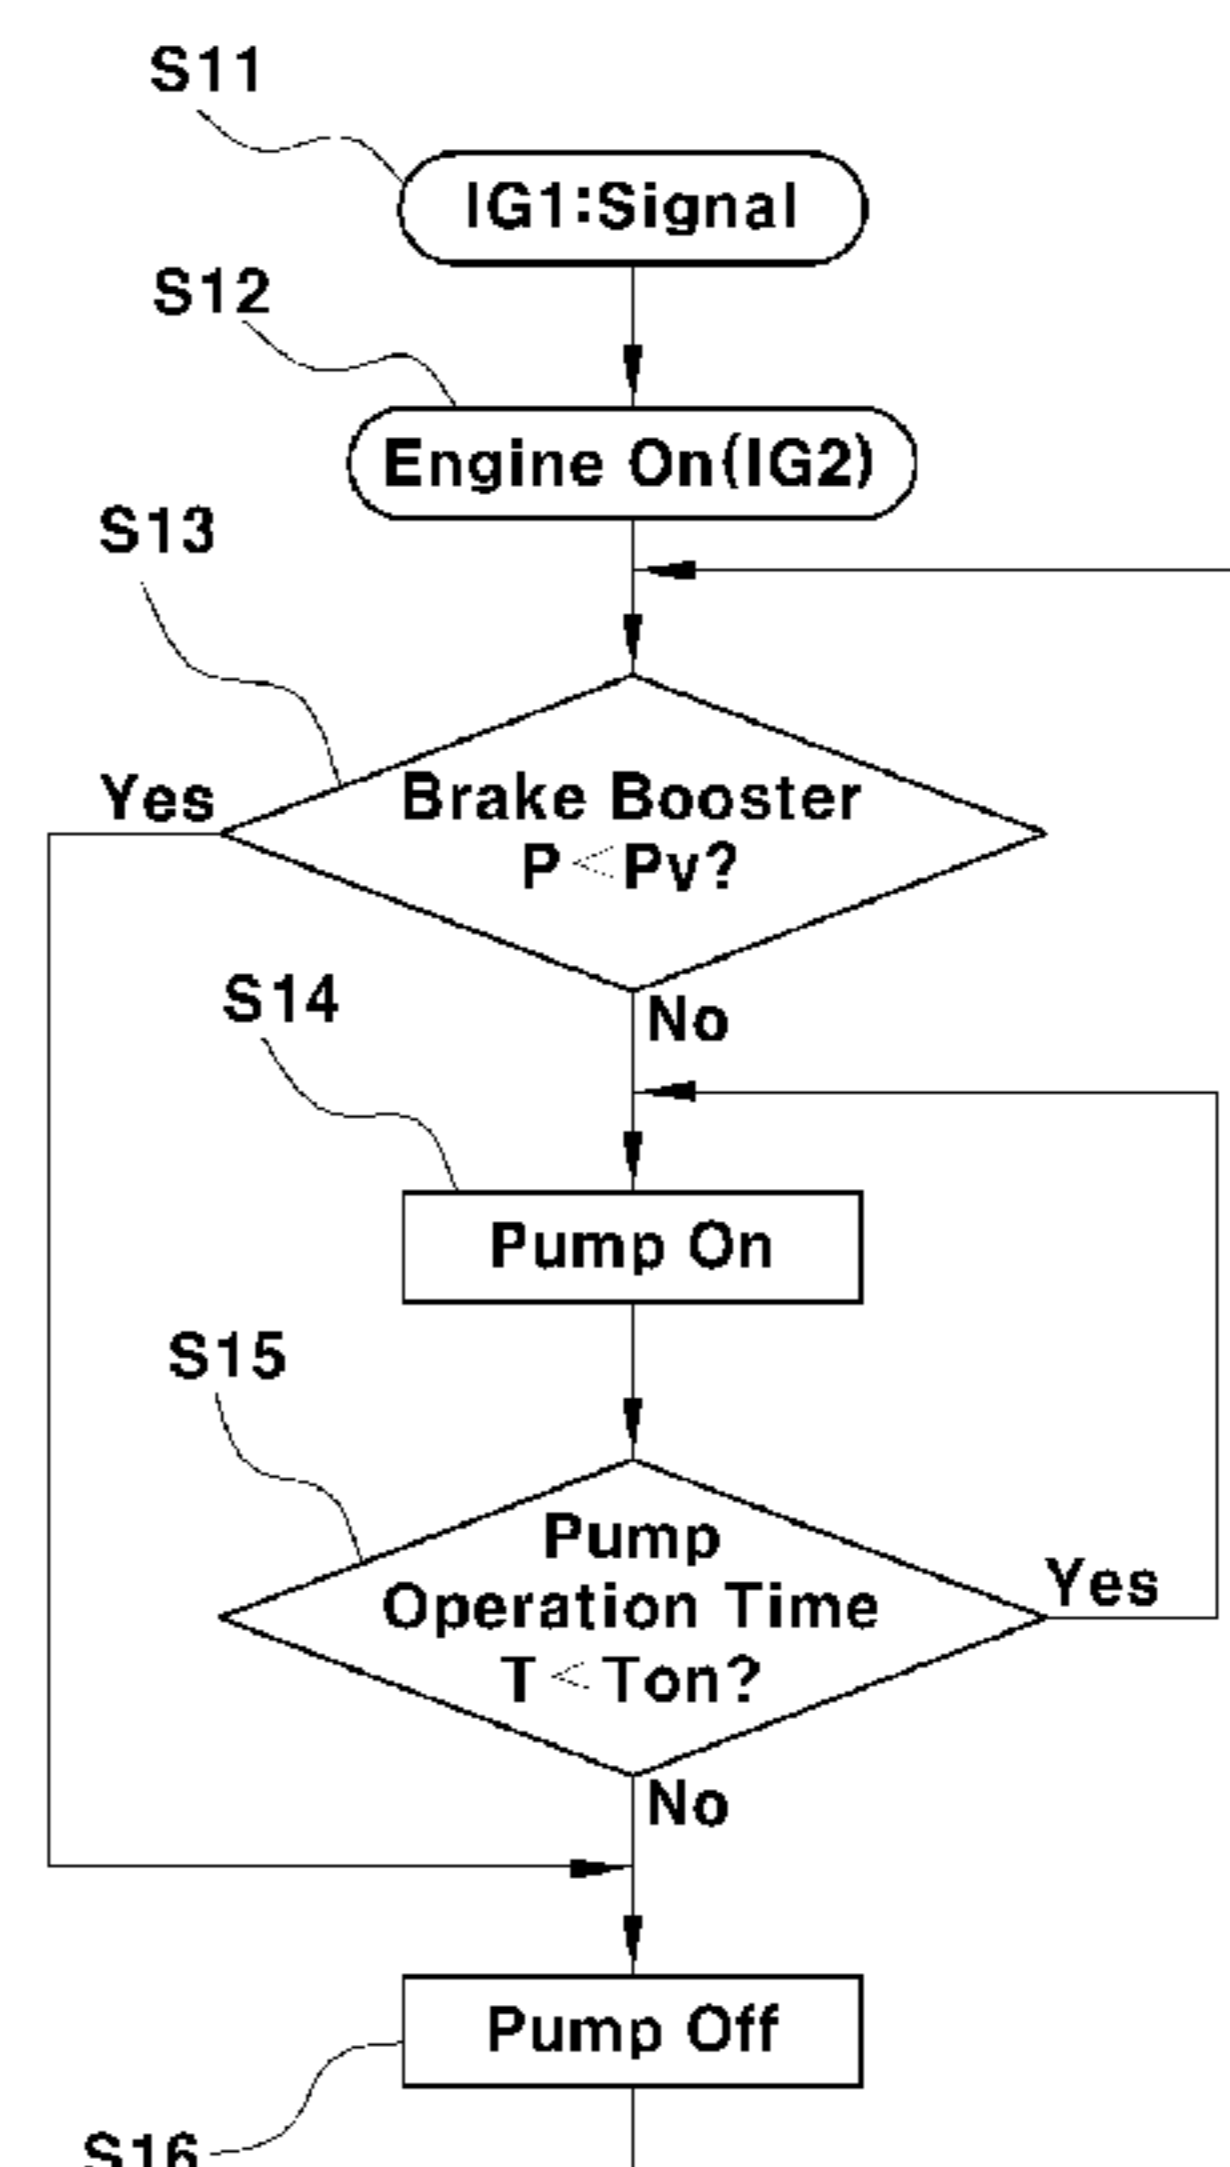 S11
IG1:Signal
S12
Engine On(IG2)
S13
Yes
Brake Booster
P<Pv?
No
S14
Pump On
S15
Pump
Operation Time
T<Ton?
Yes
No
Pump Off
S16